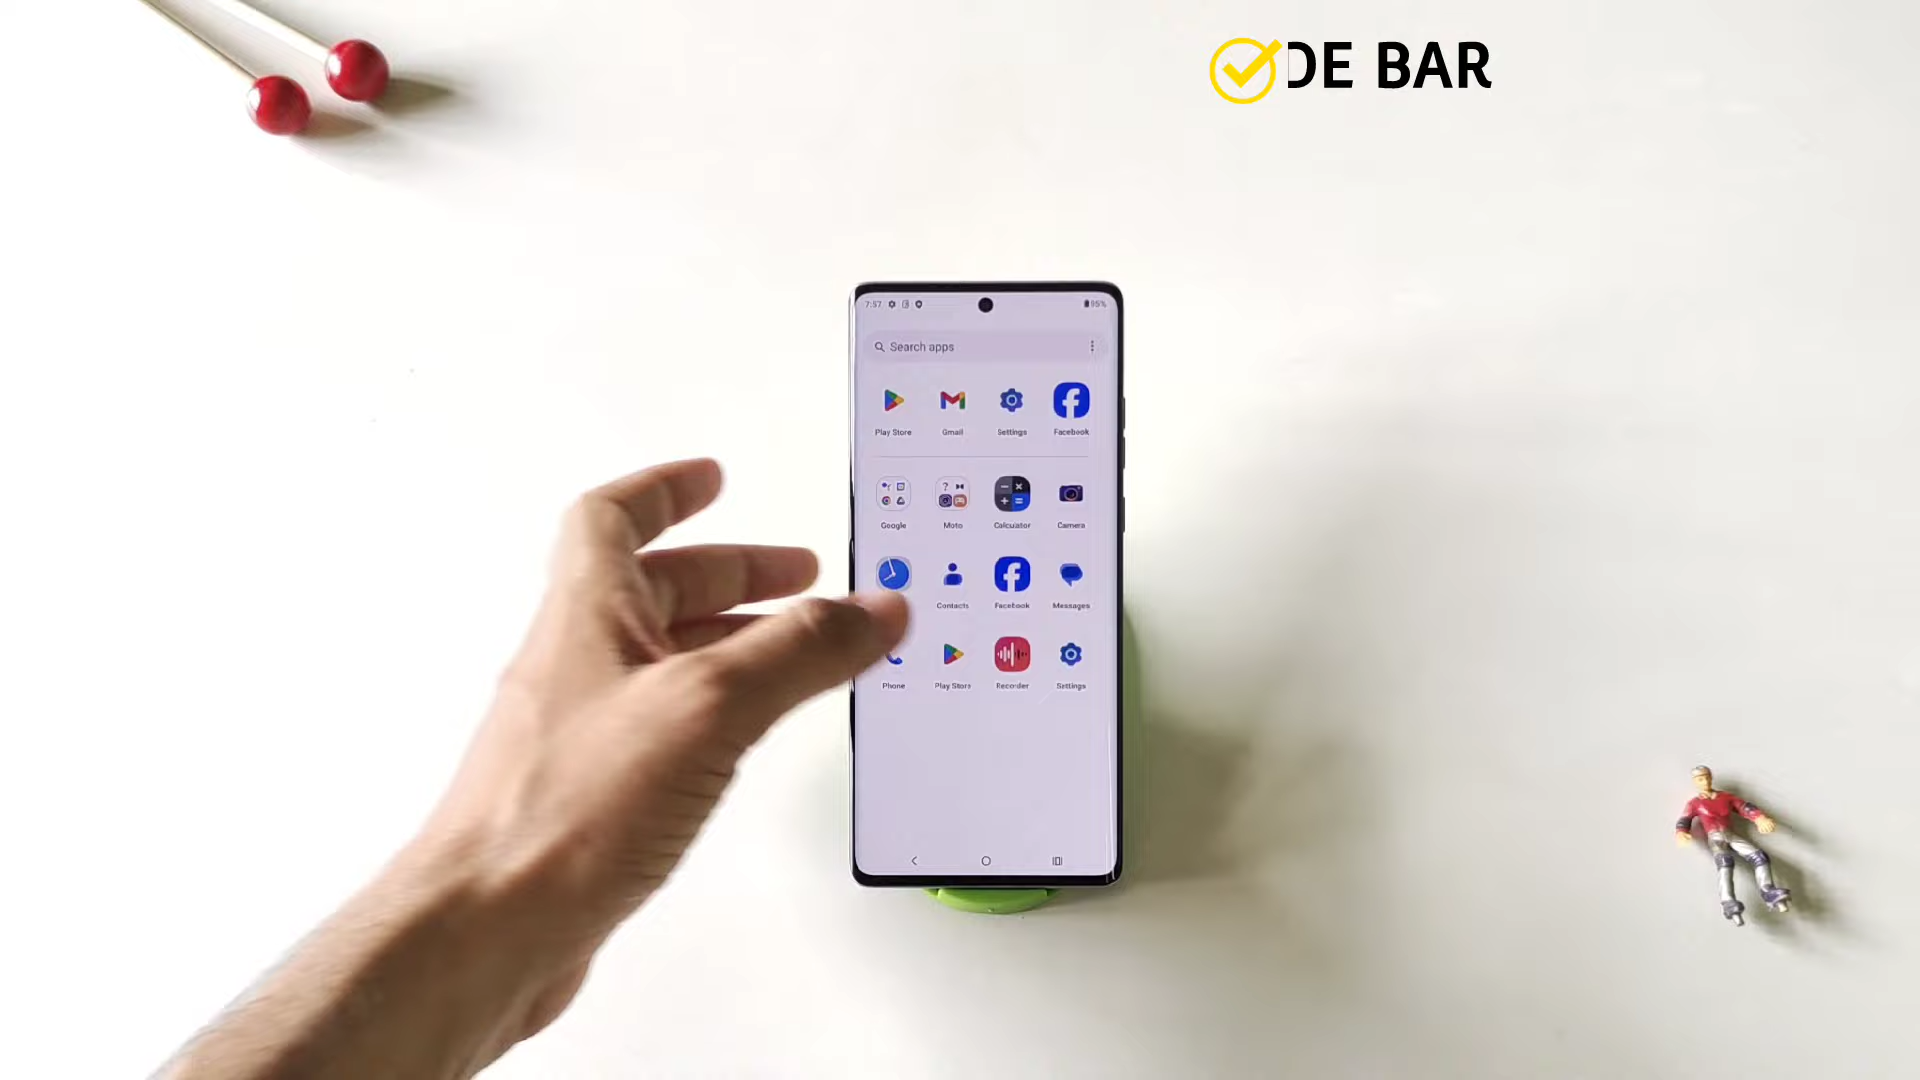 DE BAR
7:57
95%
Search apps
Play Store
Gmail
Settings
Facebook
Google
Moto
Calculator
Camera
Contacts
Facebook
Messages
Phone
Play Store
Recorder
Settings